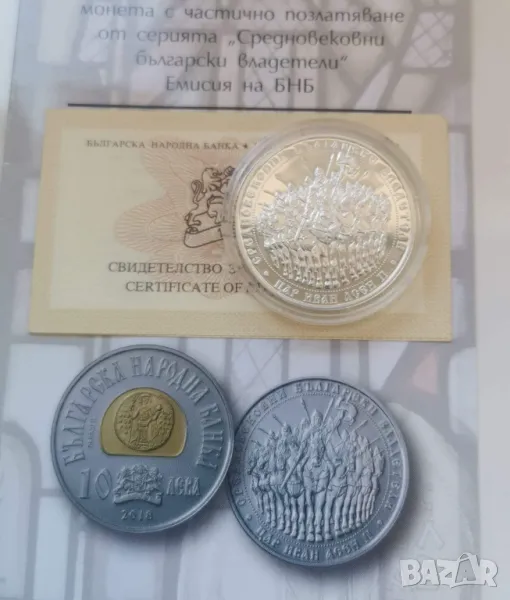 монета с частично позлатяване
от серията „Средновековни
български владетели"
Емисия на БНБ
БЪЛГАРСКА НАРОДНА БАНКА •
СВИДЕТЕЛСТВО
CERTIFICATE OF
СРЕДНОВЕКОВНИ БЪЛГАРСКИ ВЛАДЕТЕЛИ
• ЦАР ИВАН АСЕН II •
БЪЛГАРСКА НАРОДНА БАНКА
10 ЛЕВА
2018
СРЕДНОВЕКОВНИ БЪЛГАРСКИ ВЛАДЕТЕЛИ
• ЦАР ИВАН АСЕН II •
BAZAR